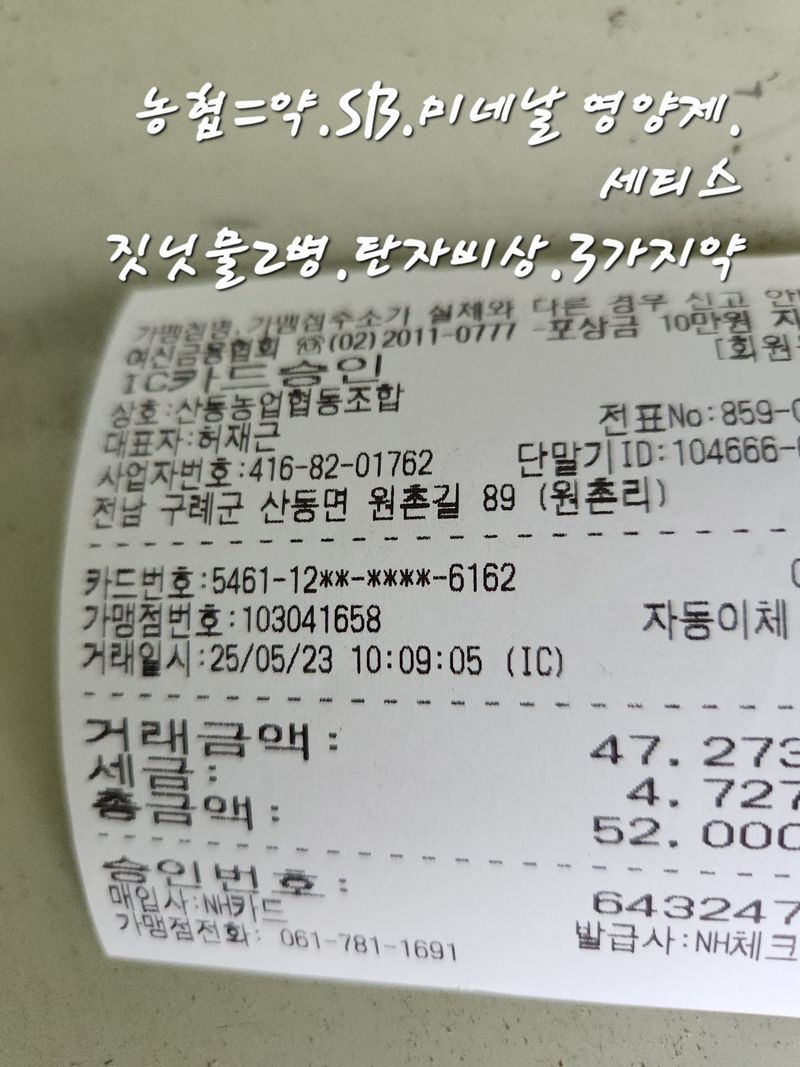 농협=약.SB.미네날 영양제.
세티스
짓닛물2병.탄자비상.3가지약
가맹점명, 가맹점주소가 실제와 다른 경우 신고 안
여신금융협회 ☏(02)2011-0777 -포상금 10만원 지
[회원
IC카드승인
상호:산동농업협동조합
전표No:859-0
대표자:허재근
단말기ID:104666-
사업자번호:416-82-01762
전남 구례군 산동면 원촌길 89 (원촌리)
카드번호:5461-12**-****-6162
가맹점번호:103041658
자동이체
거래일시:25/05/23 10:09:05 (IC)
거래금액: 47.273
세금: 4.727
총금액: 52.000
승인번호: 643247
매입사:NH카드
발급사:NH체크
가맹점전화: 061-781-1691